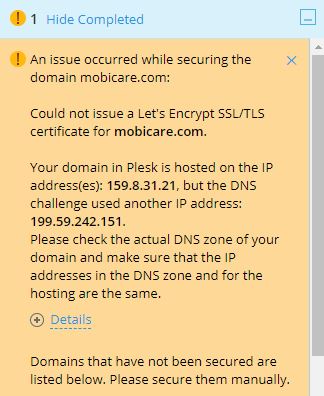 1 Hide Completed
An issue occurred while securing the
domain mobicare.com:
Could not issue a Let's Encrypt SSL/TLS
certificate for mobicare.com.
Your domain in Plesk is hosted on the IP
address(es): 159.8.31.21, but the DNS
challenge used another IP address:
199.59.242.151.
Please check the actual DNS zone of your
domain and make sure that the IP
addresses in the DNS zone and for the
hosting are the same.
Details
Domains that have not been secured are
listed below. Please secure them manually.